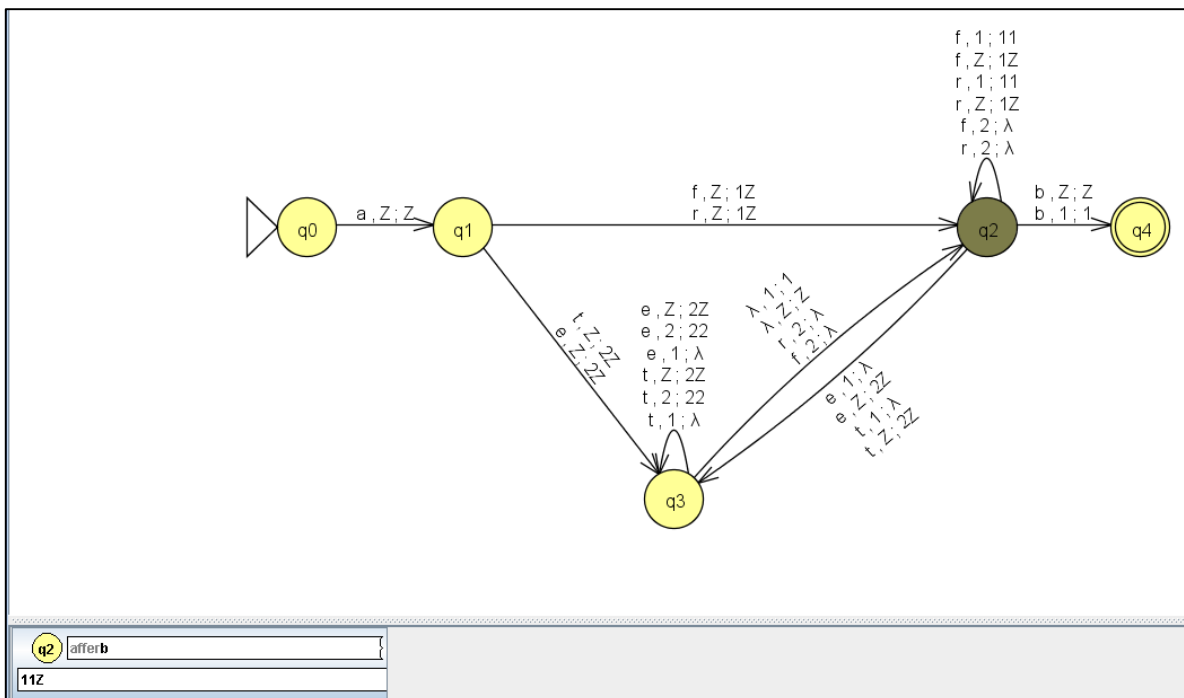 f , 1 ; 11
f , Z ; 1Z
r , 1 ; 11
r , Z ; 1Z
f , 2 ; λ
r , 2 ; λ
f , Z ; 1Z
r , Z ; 1Z
b , Z ; Z
b , 1 ; 1
a , Z ; Z
q0
q1
q2
q4
λ , 1 ; 1
λ , Z ; Z
r , 2 ; λ
f , 2 ; λ
t , Z ; 2Z
e , Z ; 2Z
e , Z ; 2Z
e , 2 ; 22
e , 1 ; λ
t , Z ; 2Z
t , 2 ; 22
t , 1 ; λ
e , 1 ; λ
e , Z ; 2Z
t , 1 ; λ
t , Z ; 2Z
q3
q2 afferb
11Z